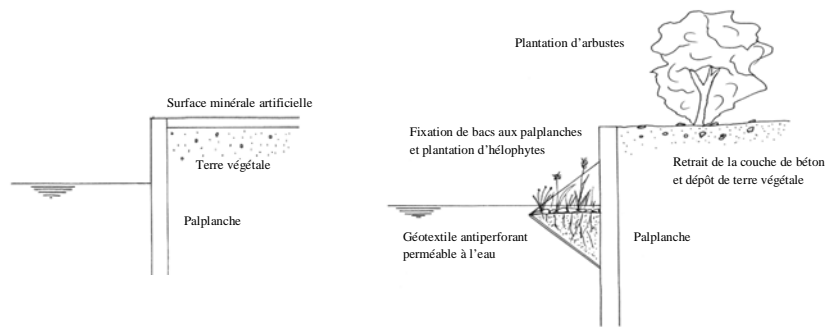 Surface minérale artificielle
Terre végétale
Palplanche
Plantation d’arbustes
Fixation de bacs aux palplanches
et plantation d’hélophytes
Retrait de la couche de béton
et dépôt de terre végétale
Géotextile antiperforant
perméable à l’eau
Palplanche